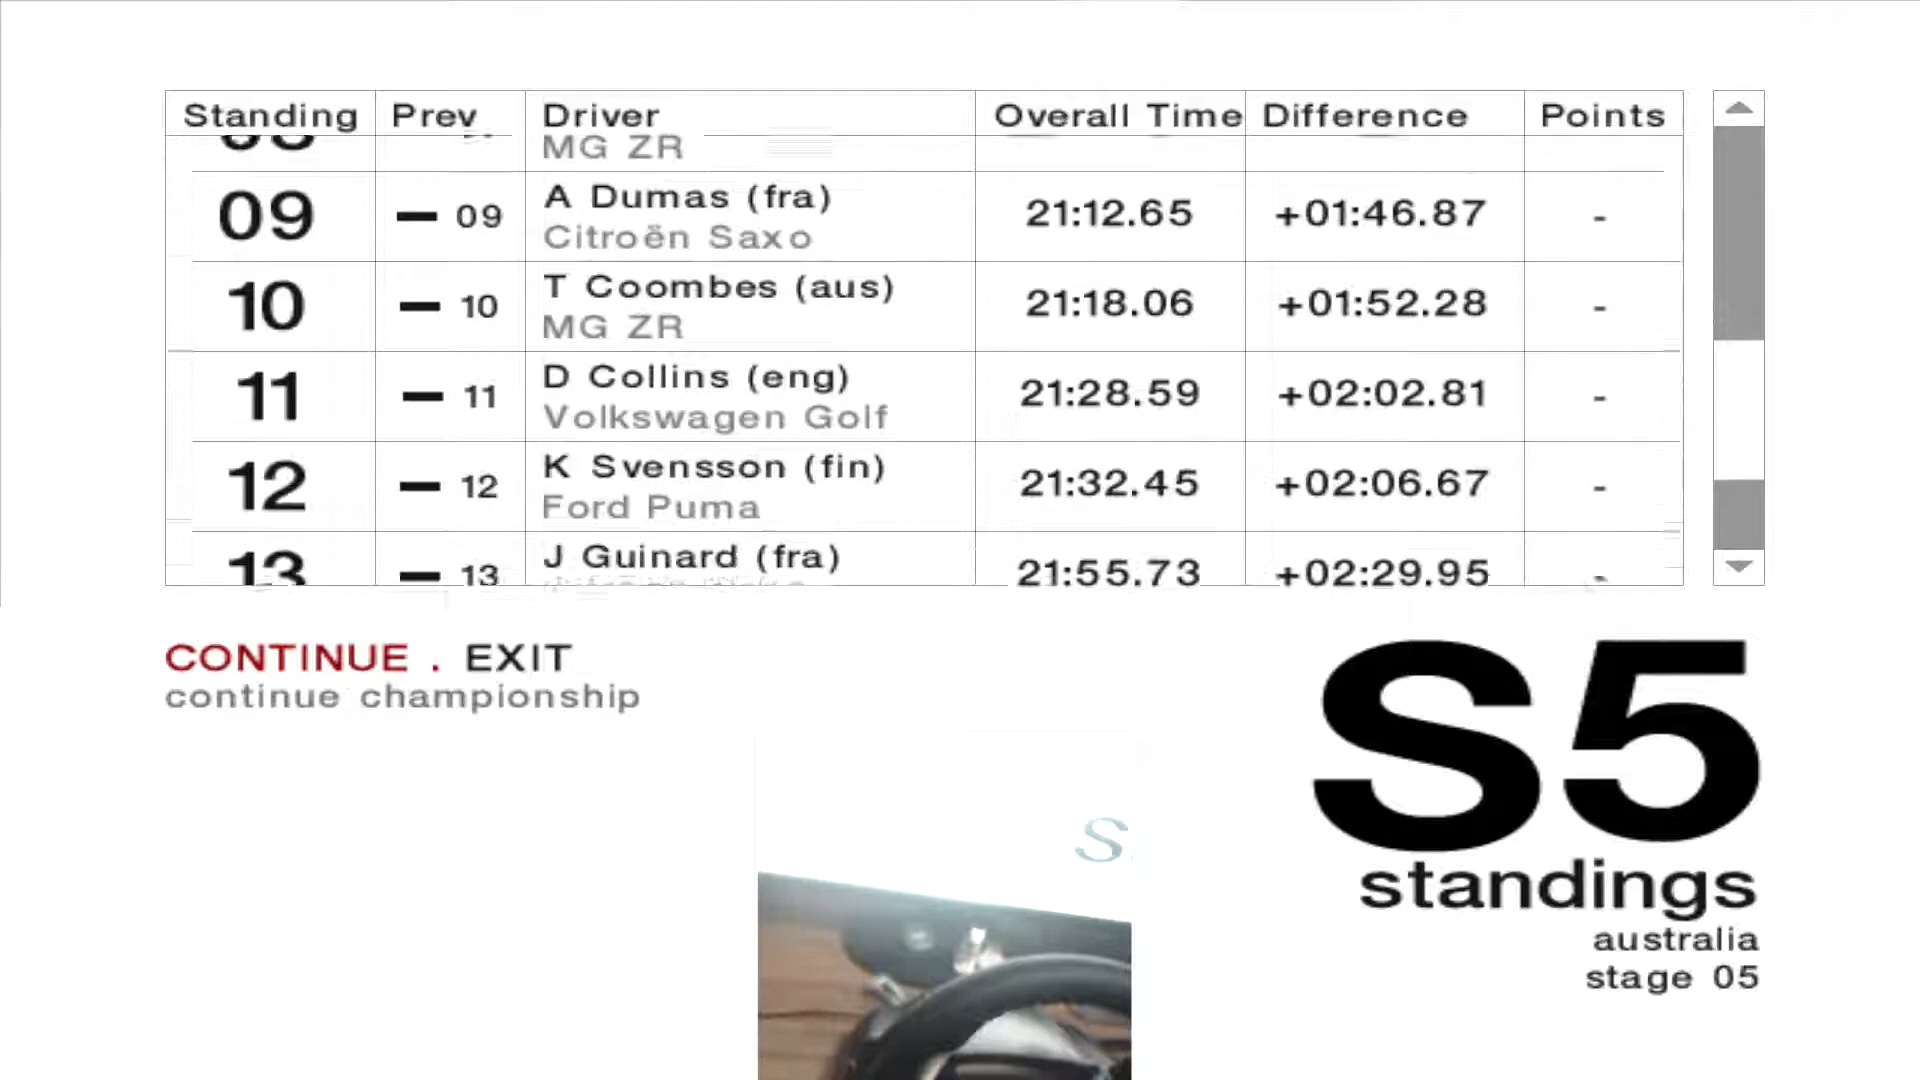 Standing Prev Driver Overall Time Difference Points
MG ZR
09 — 09 A Dumas (fra) 21:12.65 +01:46.87 -
Citroën Saxo
10 — 10 T Coombes (aus) 21:18.06 +01:52.28 -
MG ZR
11 — 11 D Collins (eng) 21:28.59 +02:02.81 -
Volkswagen Golf
12 — 12 K Svensson (fin) 21:32.45 +02:06.67 -
Ford Puma
13 — 13 J Guinard (fra) 21:55.73 +02:29.95 -
CONTINUE . EXIT
continue championship
S5
standings
australia
stage 05
S